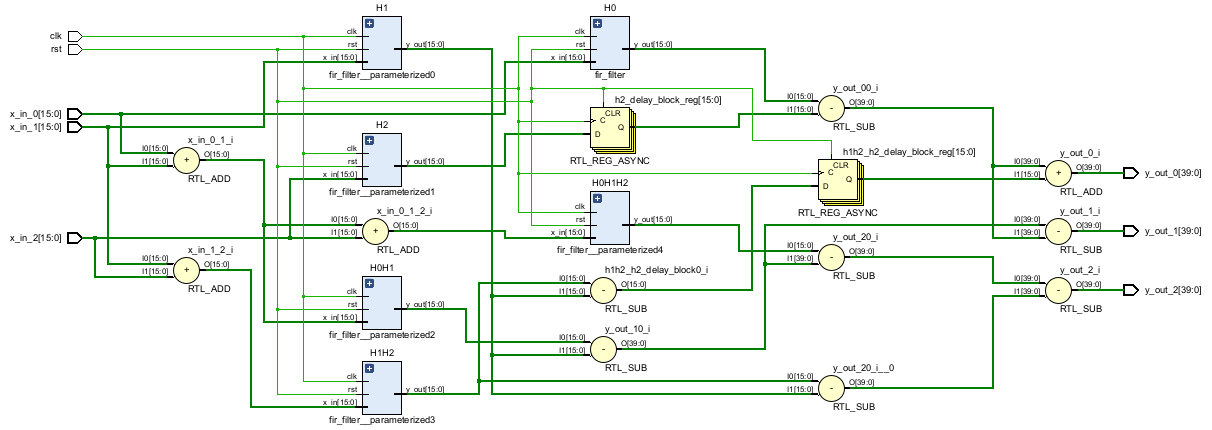 clk
rst
x_in_0[15:0]
x_in_1[15:0]
x_in_2[15:0]
x_in_0_1_i
I0[15:0]
I1[15:0]
+
O[15:0]
RTL_ADD
x_in_1_2_i
I0[15:0]
I1[15:0]
+
O[15:0]
RTL_ADD
H1
clk
rst
x_in[15:0]
y_out[15:0]
fir_filter__parameterized0
H2
clk
rst
x_in[15:0]
y_out[15:0]
fir_filter__parameterized1
x_in_0_1_2_i
I0[15:0]
I1[15:0]
+
O[15:0]
RTL_ADD
H0H1
clk
rst
x_in[15:0]
y_out[15:0]
fir_filter__parameterized2
H1H2
clk
rst
x_in[15:0]
y_out[15:0]
fir_filter__parameterized3
H0
clk
rst
x_in[15:0]
y_out[15:0]
fir_filter
h2_delay_block_reg[15:0]
CLR
C
D
Q
RTL_REG_ASYNC
H0H1H2
clk
rst
x_in[15:0]
y_out[15:0]
fir_filter__parameterized4
h1h2_h2_delay_block0_i
I0[15:0]
I1[15:0]
-
O[15:0]
RTL_SUB
y_out_10_i
I0[15:0]
I1[15:0]
-
O[39:0]
RTL_SUB
y_out_00_i
I0[15:0]
I1[15:0]
-
O[39:0]
RTL_SUB
h1h2_h2_delay_block_reg[15:0]
CLR
C
D
Q
RTL_REG_ASYNC
y_out_20_i
I0[15:0]
I1[39:0]
-
O[39:0]
RTL_SUB
y_out_20_i__0
I0[15:0]
I1[15:0]
-
O[39:0]
RTL_SUB
y_out_0_i
I0[39:0]
I1[15:0]
+
O[39:0]
RTL_ADD
y_out_1_i
I0[39:0]
I1[39:0]
-
O[39:0]
RTL_SUB
y_out_2_i
I0[39:0]
I1[39:0]
-
O[39:0]
RTL_SUB
y_out_0[39:0]
y_out_1[39:0]
y_out_2[39:0]